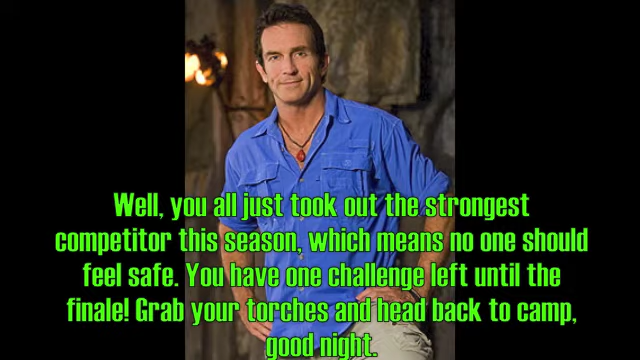 Well, you all just took out the strongest
competitor this season, which means no one should
feel safe. You have one challenge left until the
finale! Grab your torches and head back to camp,
good night.